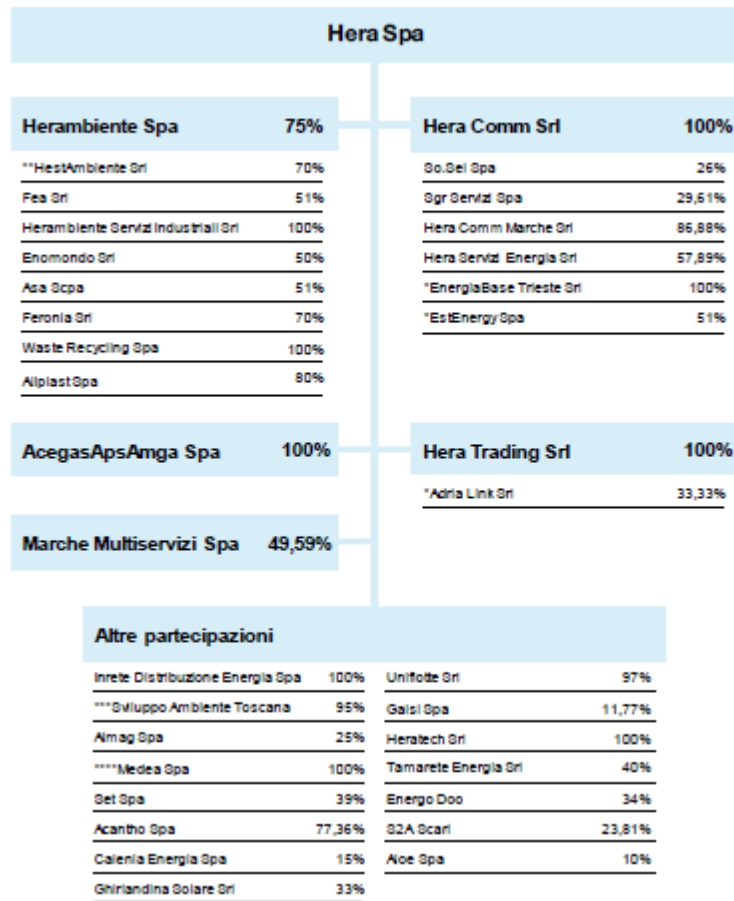 Hera Spa
Herambiente Spa 75%
**HestAmbiente Srl 70%
Fea Srl 51%
Herambiente Servizi Industriali Srl 100%
Enomondo Srl 50%
Asa Scpa 51%
Feronia Srl 70%
Waste Recycling Spa 100%
Aliplast Spa 80%
Hera Comm Srl 100%
So.Sel Spa 26%
Sgr Servizi Spa 29,61%
Hera Comm Marche Srl 86,88%
Hera Servizi Energia Srl 57,89%
*EnergiaBase Trieste Srl 100%
*EstEnergy Spa 51%
AcegasApsAmga Spa 100%
Hera Trading Srl 100%
*Adria Link Srl 33,33%
Marche Multiservizi Spa 49,59%
Altre partecipazioni
Inrete Distribuzione Energia Spa 100%
***Sviluppo Ambiente Toscana 95%
Aimag Spa 25%
****Medea Spa 100%
Set Spa 39%
Acantho Spa 77,36%
Calenia Energia Spa 15%
Ghirlandina Solare Srl 33%
Uniflotte Srl 97%
Galsi Spa 11,77%
Heratech Srl 100%
Tamarete Energia Srl 40%
Energo Doo 34%
S2A Scarl 23,81%
Aloe Spa 10%